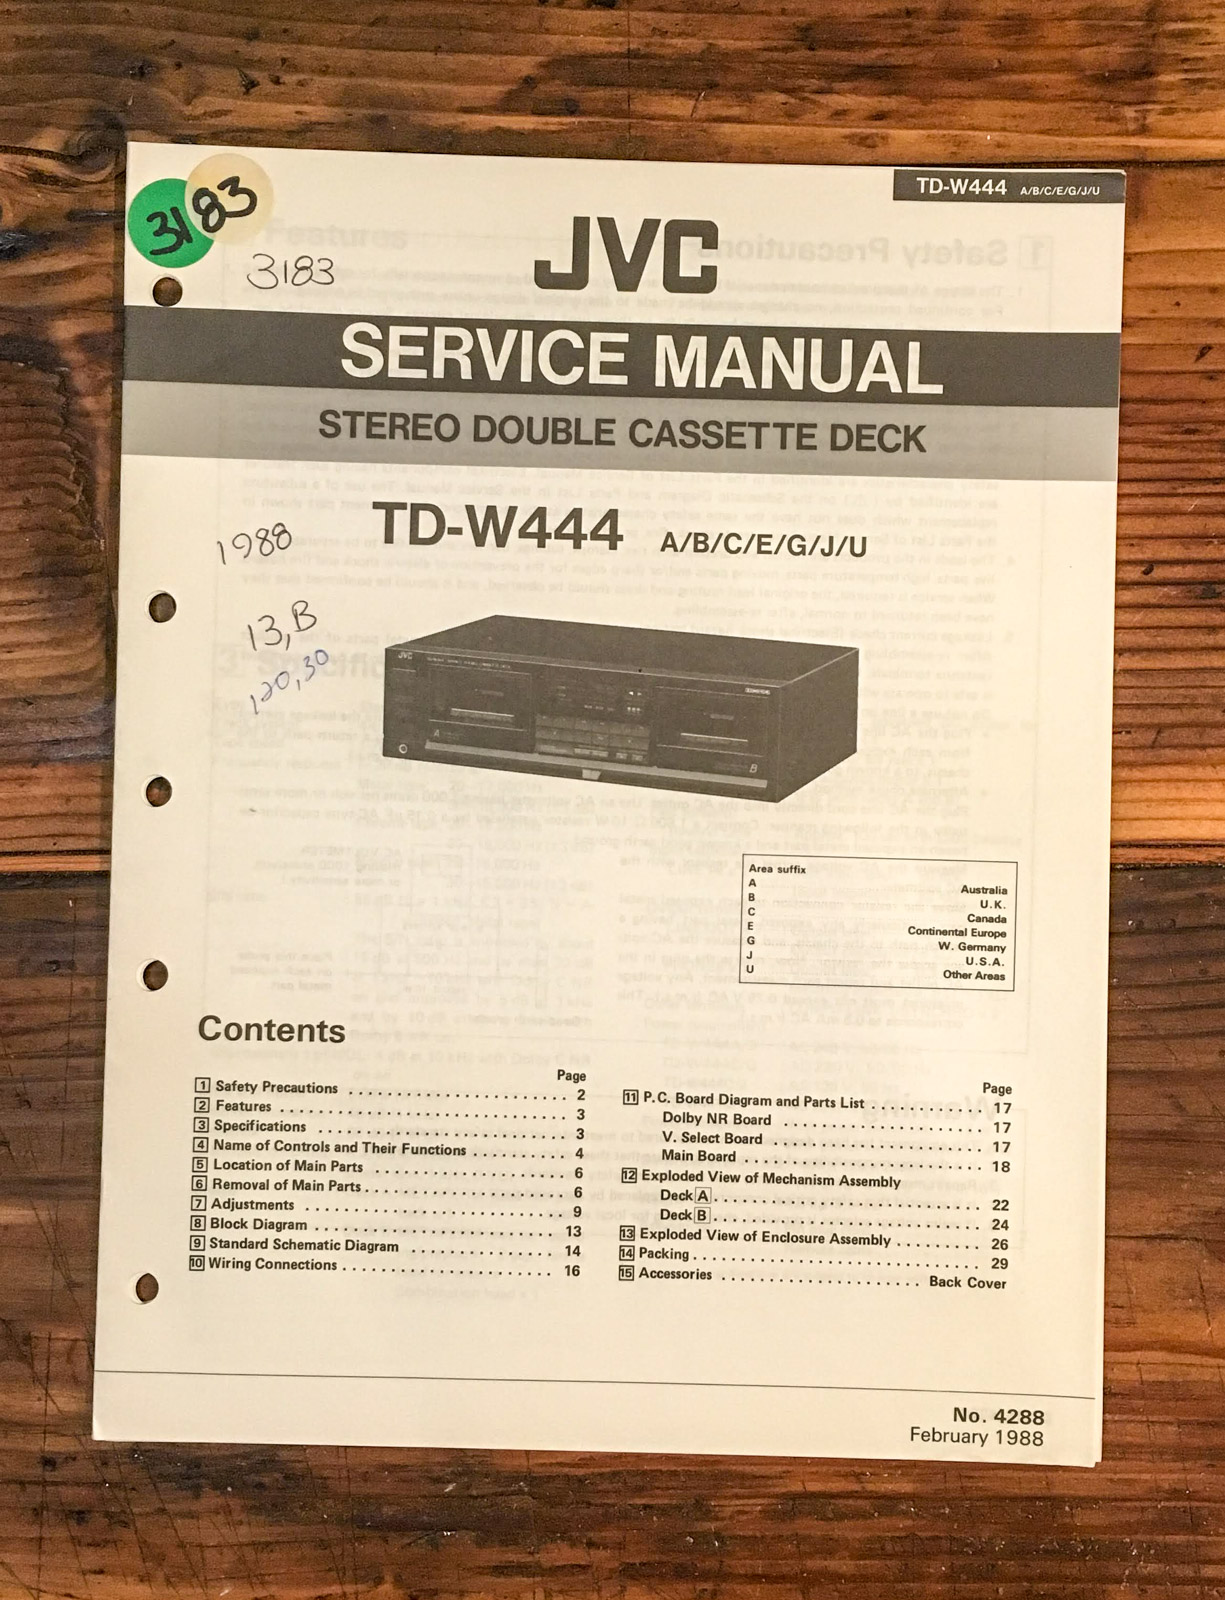 TD-W444 A/B/C/E/G/J/U
3183
3183
JVC
SERVICE MANUAL
STEREO DOUBLE CASSETTE DECK
TD-W444 A/B/C/E/G/J/U
1988
13,B
120,30
JVC
A
B
Area suffix
A Australia
B U.K.
C Canada
E Continental Europe
G W. Germany
J U.S.A.
U Other Areas
Contents
Page
1 Safety Precautions . . . . . . . . . . . . . . . . . . . . . . . . 2
2 Features . . . . . . . . . . . . . . . . . . . . . . . . . . . . . . . 3
3 Specifications . . . . . . . . . . . . . . . . . . . . . . . . . . . 3
4 Name of Controls and Their Functions . . . . . . . . . . 4
5 Location of Main Parts . . . . . . . . . . . . . . . . . . . . . 6
6 Removal of Main Parts . . . . . . . . . . . . . . . . . . . . . 6
7 Adjustments . . . . . . . . . . . . . . . . . . . . . . . . . . . . 9
8 Block Diagram . . . . . . . . . . . . . . . . . . . . . . . . . . 13
9 Standard Schematic Diagram . . . . . . . . . . . . . . . 14
10 Wiring Connections . . . . . . . . . . . . . . . . . . . . . . 16
Page
11 P.C. Board Diagram and Parts List . . . . . . . . . . . . 17
Dolby NR Board . . . . . . . . . . . . . . . . . . . . . . . 17
V. Select Board . . . . . . . . . . . . . . . . . . . . . . . . 17
Main Board . . . . . . . . . . . . . . . . . . . . . . . . . . . 18
12 Exploded View of Mechanism Assembly
Deck A . . . . . . . . . . . . . . . . . . . . . . . . . . . . . . 22
Deck B . . . . . . . . . . . . . . . . . . . . . . . . . . . . . . 24
13 Exploded View of Enclosure Assembly . . . . . . . . . 26
14 Packing . . . . . . . . . . . . . . . . . . . . . . . . . . . . . . . 29
15 Accessories . . . . . . . . . . . . . . . . . . . . . Back Cover
No. 4288
February 1988